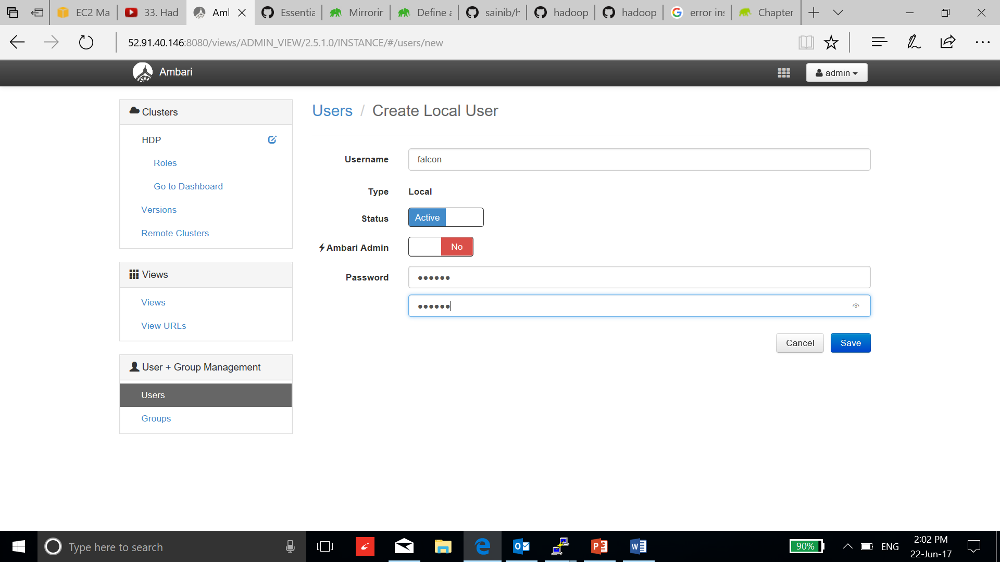 EC2 Ma
33. Had
Aml
Essentia
Mirrorir
Define a
sainib/h
hadoop
hadoop
error ins
Chapter
52.91.40.146:8080/views/ADMIN_VIEW/2.5.1.0/INSTANCE/#/users/new
Ambari
admin
Clusters
HDP
Roles
Go to Dashboard
Versions
Remote Clusters
Views
Views
View URLs
User + Group Management
Users
Groups
Users / Create Local User
Username
falcon
Type
Local
Status
Active
Ambari Admin
No
Password
Cancel
Save
Type here to search
90%
ENG
2:02 PM
22-Jun-17